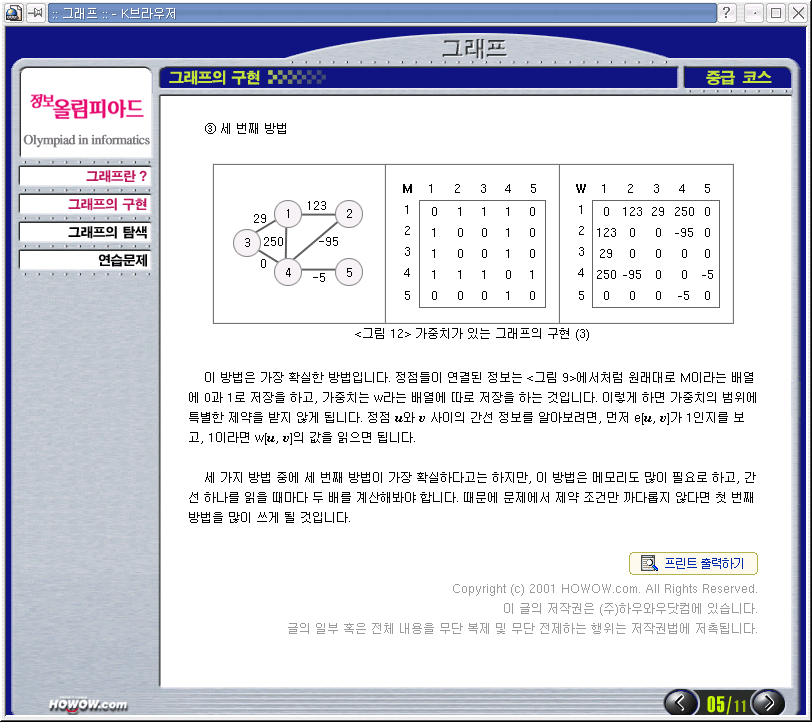 :: 그래프 :: - K브라우저
그래프
정보올림피아드
Olympiad in informatics
그래프란 ?
그래프의 구현
그래프의 탐색
연습문제
그래프의 구현
중급 코스
③ 세 번째 방법
29 123 250 -95 0 -5
1 2 3 4 5
M 1 2 3 4 5
1 0 1 1 1 0
2 1 0 0 1 0
3 1 0 0 1 0
4 1 1 1 0 1
5 0 0 0 1 0
W 1 2 3 4 5
1 0 123 29 250 0
2 123 0 0 -95 0
3 29 0 0 0 0
4 250 -95 0 0 -5
5 0 0 0 -5 0
<그림 12> 가중치가 있는 그래프의 구현 (3)
이 방법은 가장 확실한 방법입니다. 정점들이 연결된 정보는 <그림 9>에서처럼 원래대로 M이라는 배열
에 0과 1로 저장을 하고, 가중치는 w라는 배열에 따로 저장을 하는 것입니다. 이렇게 하면 가중치의 범위에
특별한 제약을 받지 않게 됩니다. 정점 u와 v 사이의 간선 정보를 알아보려면, 먼저 e[u, v]가 1인지를 보
고, 1이라면 w[u, v]의 값을 읽으면 됩니다.
세 가지 방법 중에 세 번째 방법이 가장 확실하다고는 하지만, 이 방법은 메모리도 많이 필요로 하고, 간
선 하나를 읽을 때마다 두 배를 계산해봐야 합니다. 때문에 문제에서 제약 조건만 까다롭지 않다면 첫 번째
방법을 많이 쓰게 될 것입니다.
프린트 출력하기
Copyright (c) 2001 HOWOW.com. All Rights Reserved.
이 글의 저작권은 (주)하우와우닷컴에 있습니다.
글의 일부 혹은 전체 내용을 무단 복제 및 무단 전제하는 행위는 저작권법에 저촉됩니다.
HOWOW.com
05/11